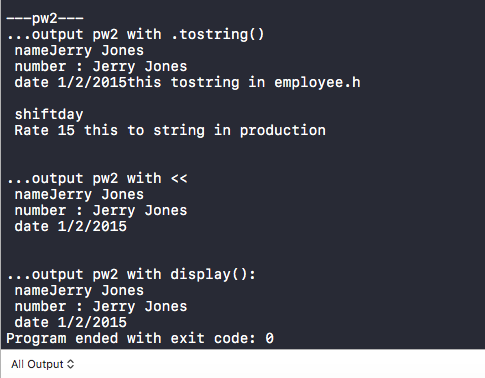 ---pw2---
...output pw2 with .tostring()
nameJerry Jones
number : Jerry Jones
date 1/2/2015this tostring in employee.h
shiftday
Rate 15 this to string in production
...output pw2 with <<
nameJerry Jones
number : Jerry Jones
date 1/2/2015
...output pw2 with display():
nameJerry Jones
number : Jerry Jones
date 1/2/2015
Program ended with exit code: 0
All Output